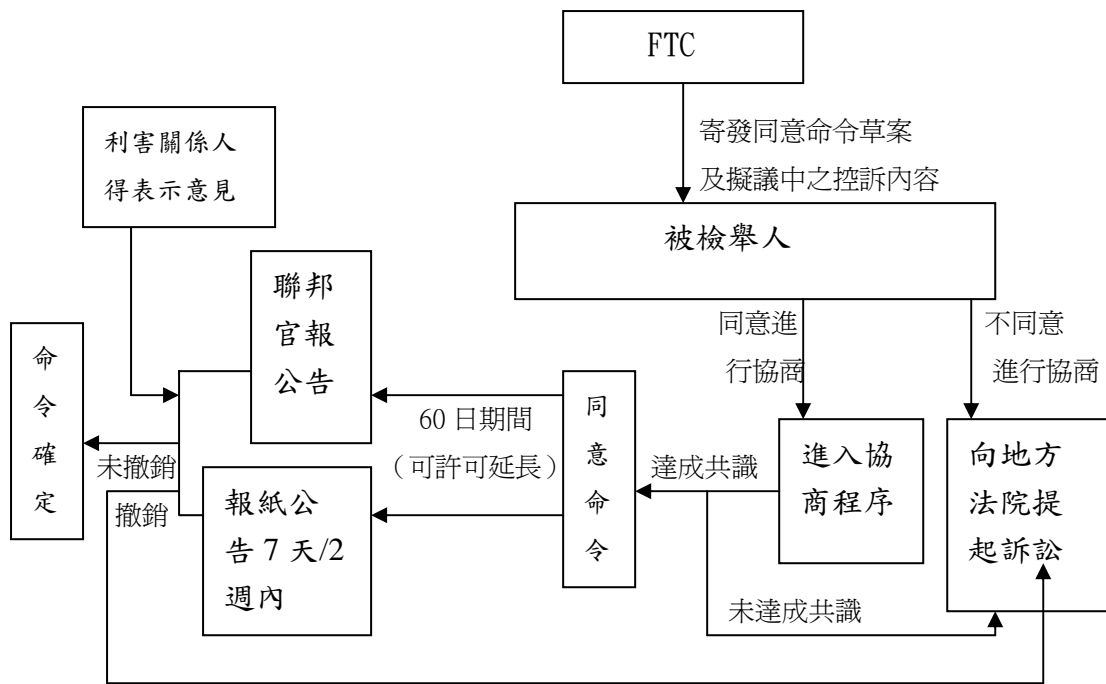 FTC
寄發同意命令草案
及擬議中之控訴內容
利害關係人
得表示意見
被檢舉人
同意進
行協商
不同意
進行協商
聯邦
官報
公告
命
令
確
定
60 日期間
（可許可延長）
同
意
命
令
達成共識
進入協
商程序
向地方
法院提
起訴訟
未撤銷
撤銷
報紙公
告 7 天/2
週內
未達成共識